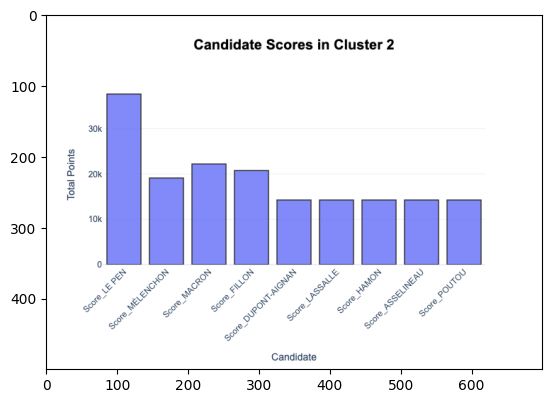 Candidate Scores in Cluster 2
Total Points
30k
20k
10k
0
Score_LE PEN
Score_MÉLENCHON
Score_MACRON
Score_FILLON
Score_DUPONT-AIGNAN
Score_LASSALLE
Score_HAMON
Score_ASSELINEAU
Score_POUTOU
Candidate
0
100
200
300
400
0 100 200 300 400 500 600